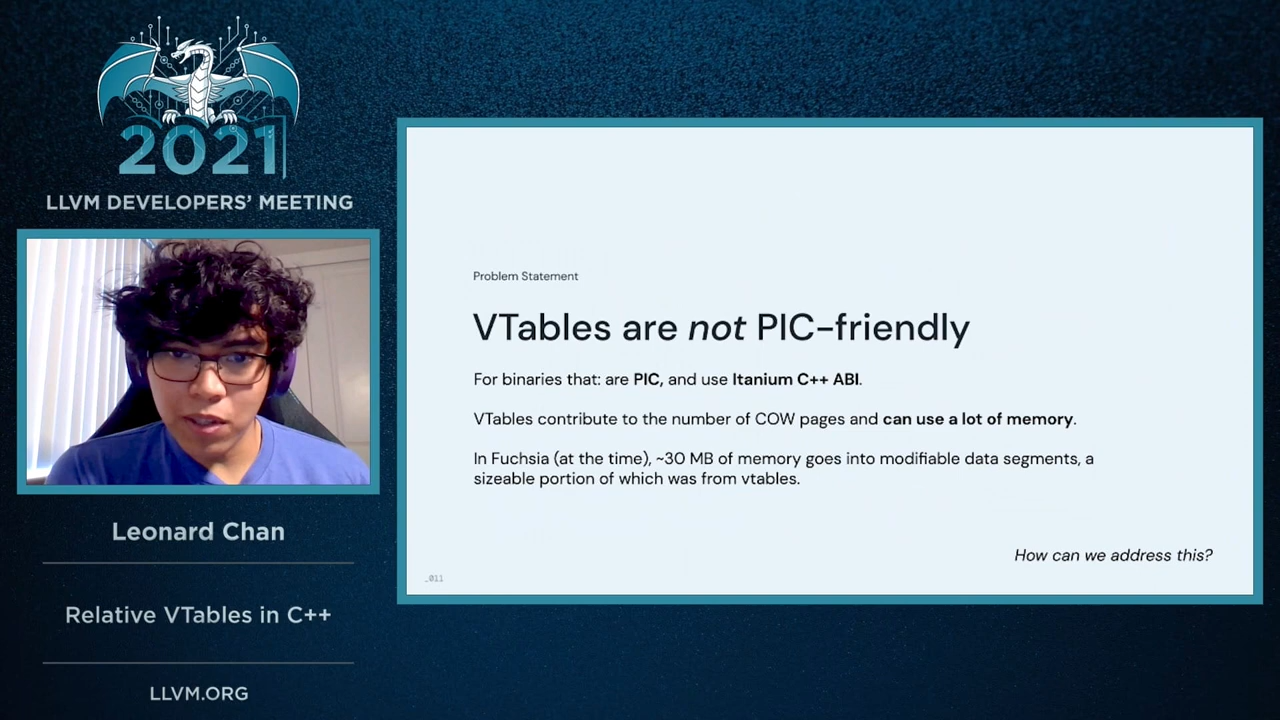 2021
LLVM DEVELOPERS' MEETING
Leonard Chan
Relative VTables in C++
LLVM.ORG
Problem Statement
VTables are not PIC-friendly
For binaries that: are PIC, and use Itanium C++ ABI.
VTables contribute to the number of COW pages and can use a lot of memory.
In Fuchsia (at the time), ~30 MB of memory goes into modifiable data segments, a
sizeable portion of which was from vtables.
How can we address this?
_011